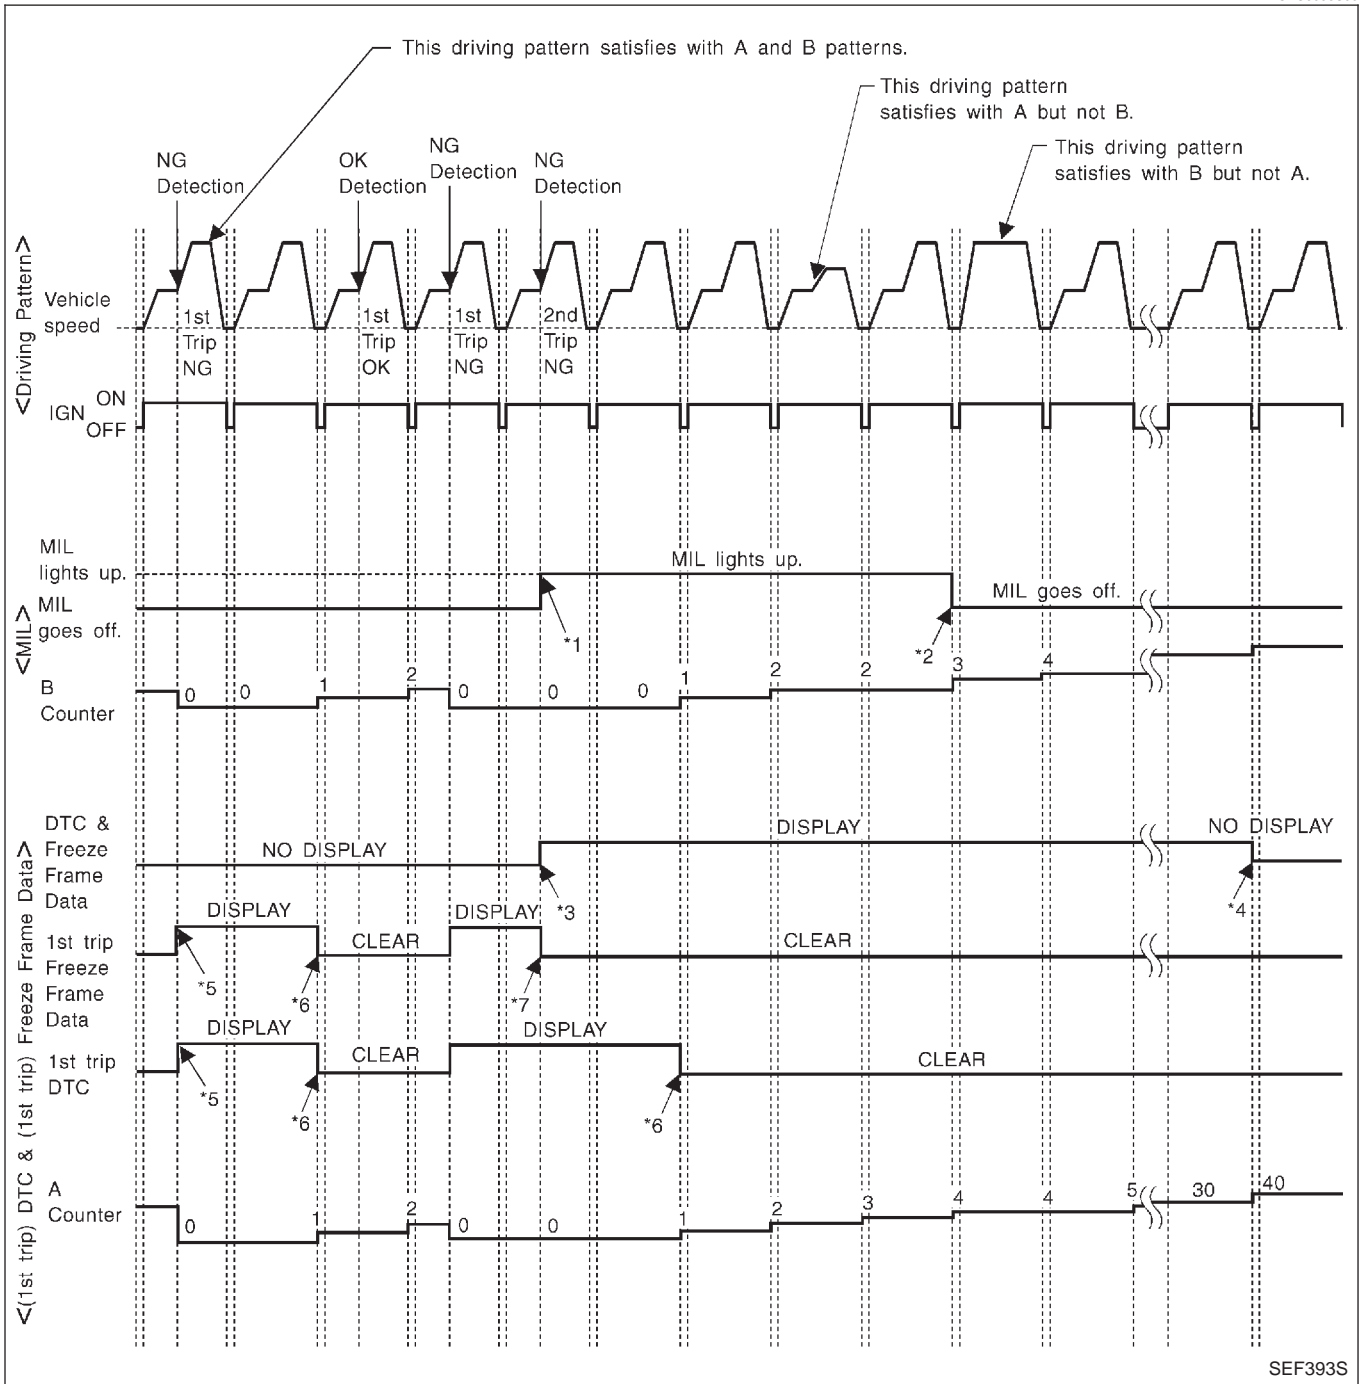 This driving pattern satisfies with A and B patterns.
This driving pattern
satisfies with A but not B.
This driving pattern
satisfies with B but not A.
NG
Detection
OK
Detection
NG
Detection
NG
Detection
<Driving Pattern>
Vehicle
speed
1st
Trip
NG
1st
Trip
OK
1st
Trip
NG
2nd
Trip
NG
IGN
ON
OFF
<MIL>
MIL
lights up.
MIL
goes off.
MIL lights up.
MIL goes off.
*1
*2
B
Counter
0 0 1 2 0 0 0 1 2 2 3 4
<(1st trip) DTC & (1st trip) Freeze Frame Data>
DTC &
Freeze
Frame
Data
NO DISPLAY
DISPLAY
NO DISPLAY
*3
*4
1st trip
Freeze
Frame
Data
DISPLAY
CLEAR
DISPLAY
CLEAR
*5
*6
*7
1st trip
DTC
DISPLAY
CLEAR
DISPLAY
CLEAR
*5
*6
*6
A
Counter
0 1 2 0 0 1 2 3 4 4 5 30 40
SEF393S